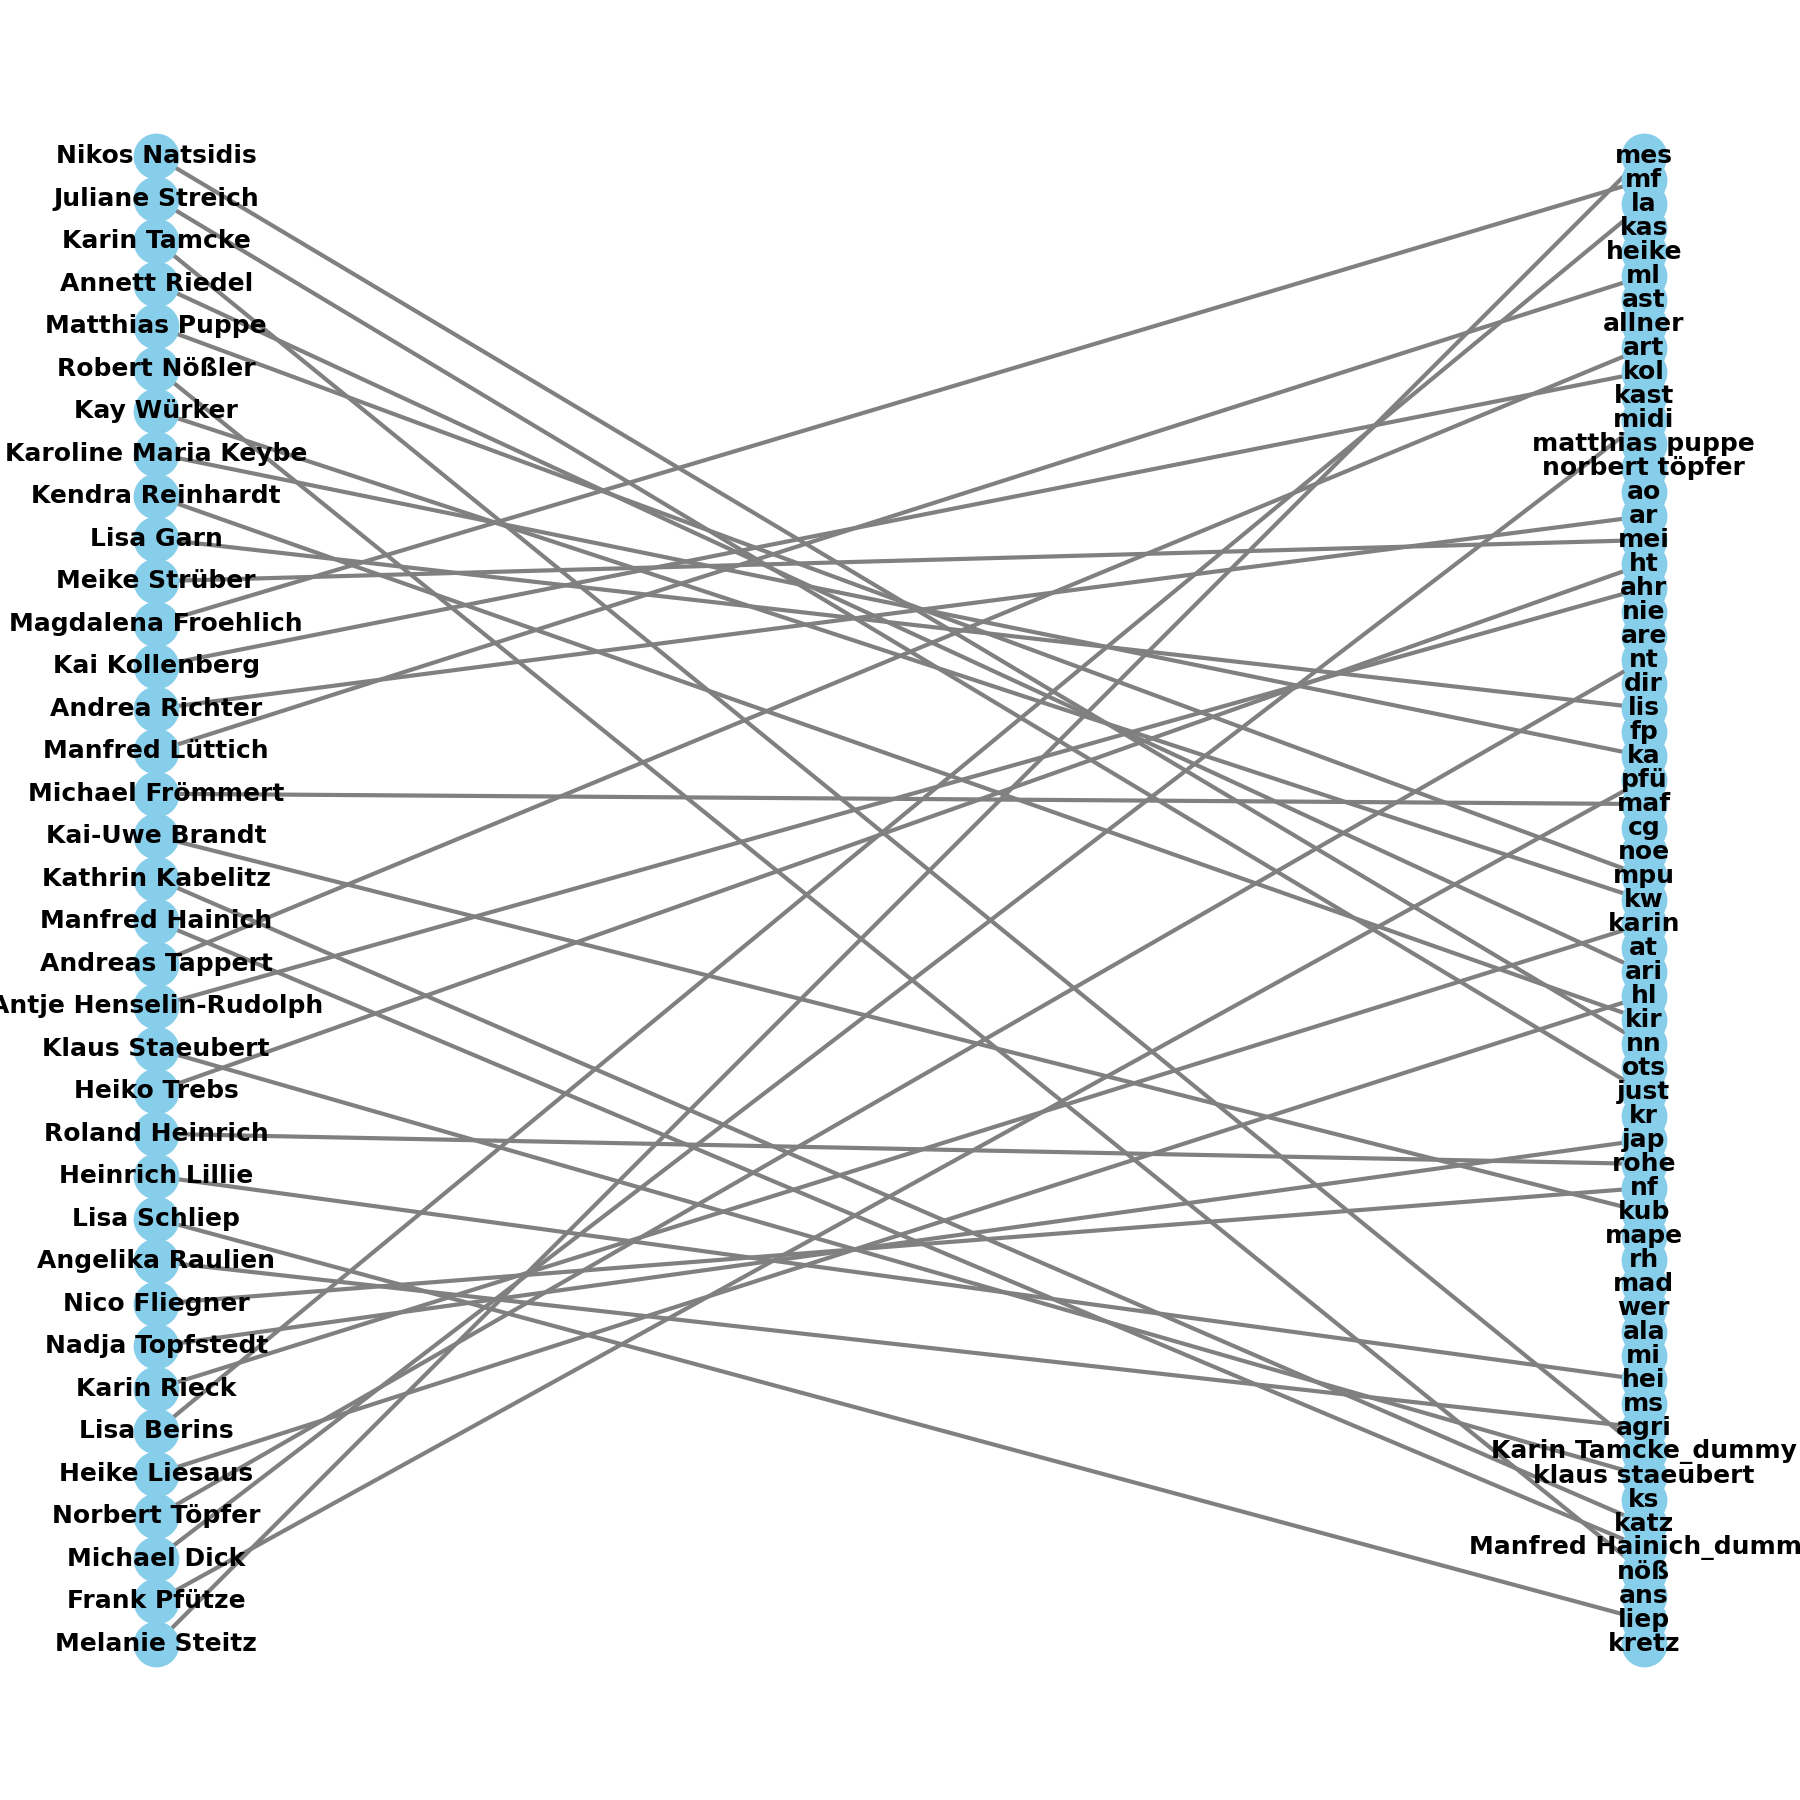 Nikos Natsidis
Juliane Streich
Karin Tamcke
Annett Riedel
Matthias Puppe
Robert Nößler
Kay Würker
Karoline Maria Keybe
Kendra Reinhardt
Lisa Garn
Meike Strüber
Magdalena Froehlich
Kai Kollenberg
Andrea Richter
Manfred Lüttich
Michael Frömmert
Kai-Uwe Brandt
Kathrin Kabelitz
Manfred Hainich
Andreas Tappert
Antje Henselin-Rudolph
Klaus Staeubert
Heiko Trebs
Roland Heinrich
Heinrich Lillie
Lisa Schliep
Angelika Raulien
Nico Fliegner
Nadja Topfstedt
Karin Rieck
Lisa Berins
Heike Liesaus
Norbert Töpfer
Michael Dick
Frank Pfütze
Melanie Steitz
mes
mf
la
kas
heike
ml
ast
allner
art
kol
kast
midi
matthias puppe
norbert töpfer
ao
ar
mei
ht
ahr
nie
are
nt
dir
lis
fp
ka
pfü
maf
cg
noe
mpu
kw
karin
at
ari
hl
kir
nn
ots
just
kr
jap
rohe
nf
kub
mape
rh
mad
wer
ala
mi
hei
ms
agri
Karin Tamcke_dummy
klaus staeubert
ks
katz
Manfred Hainich_dumm
nöß
ans
liep
kretz